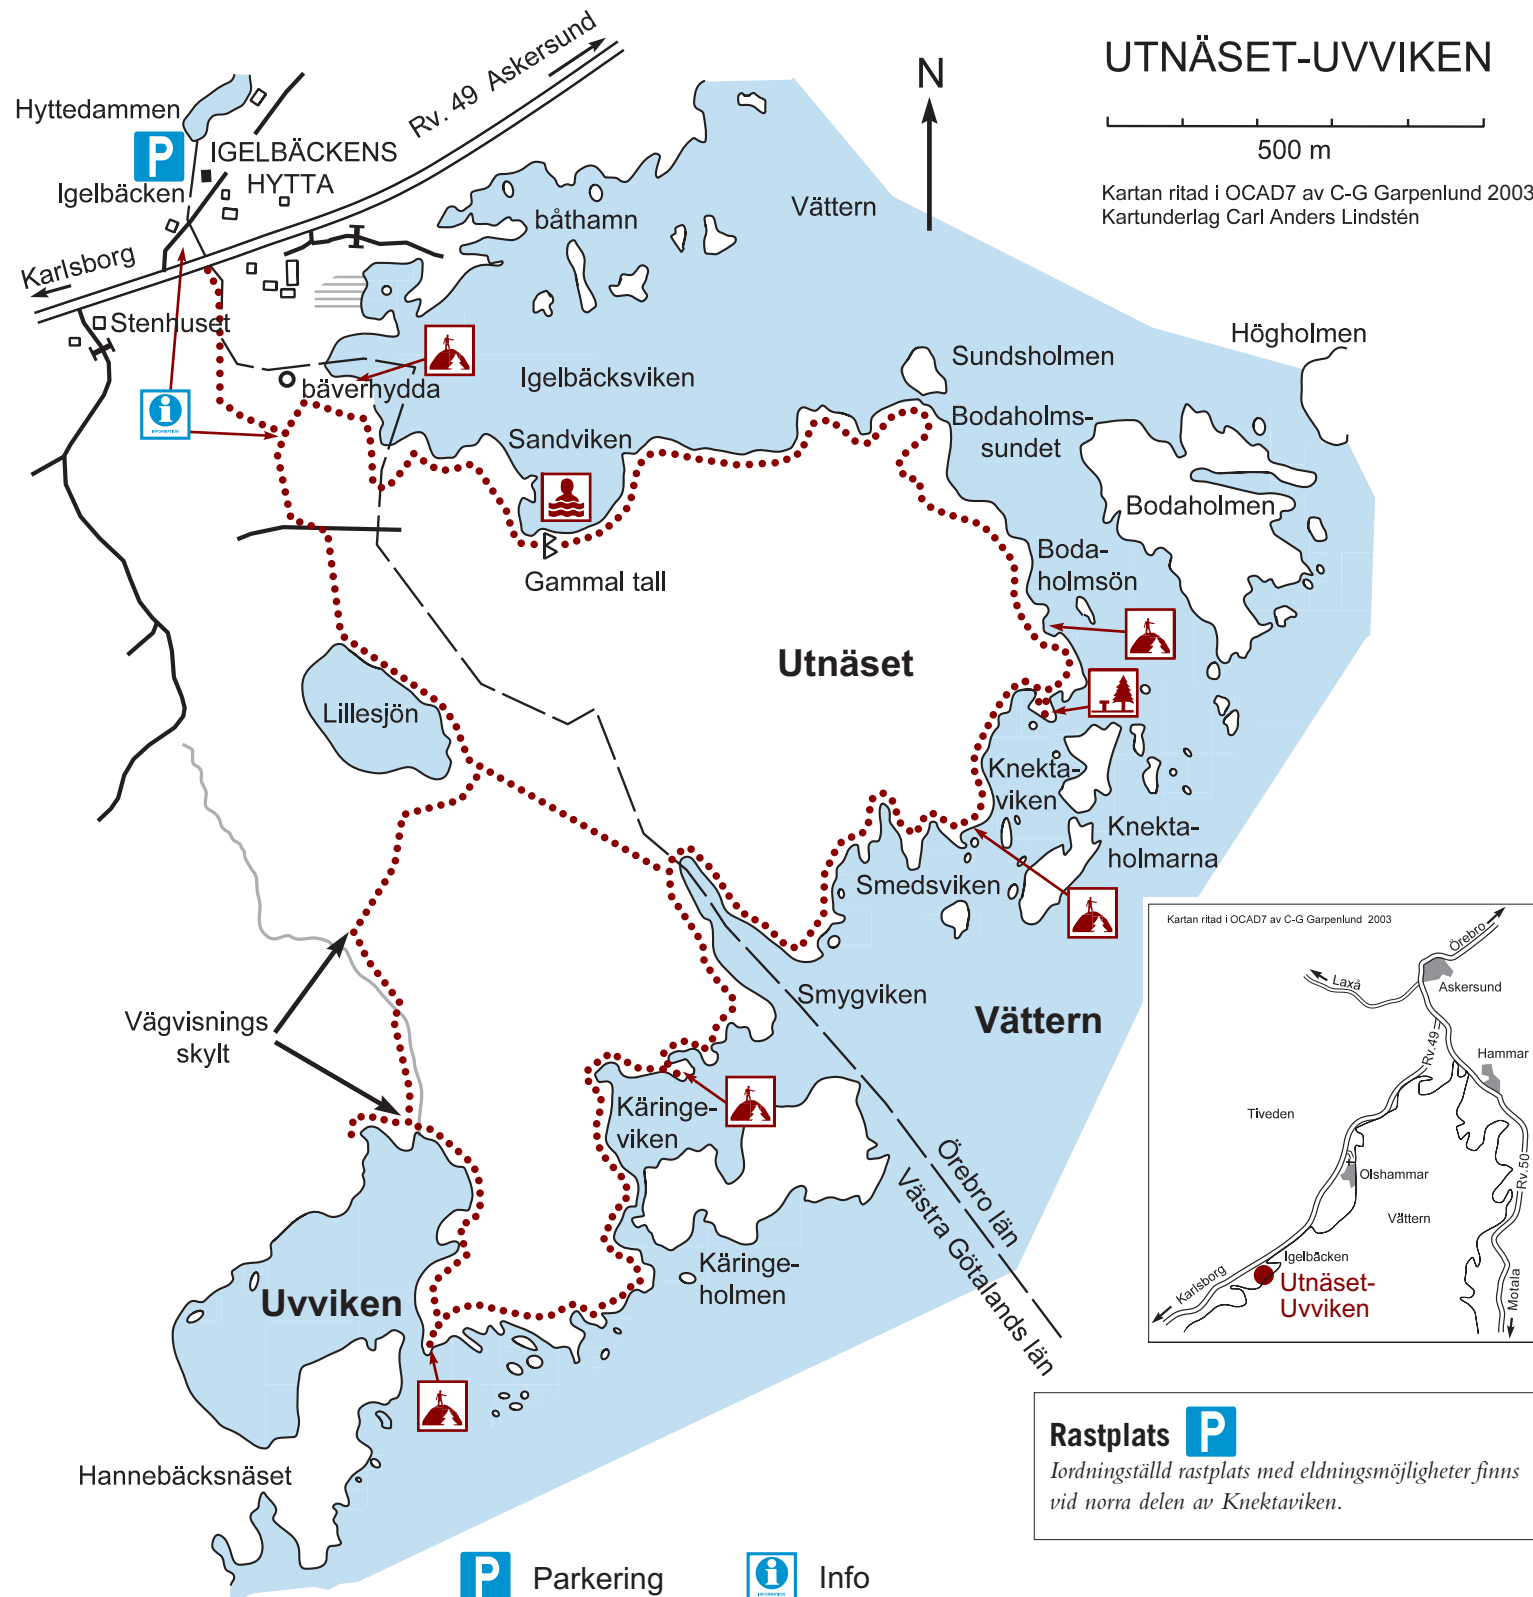 UTNÄSET-UVVIKEN
500 m
Kartan ritad i OCAD7 av C-G Garpenlund 2003
Kartunderlag Carl Anders Lindstén
N
Rv. 49 Askersund
Hyttedammen
P
IGELBÄCKENS
HYTTA
Igelbäcken
Karlsborg
Stenhuset
båthamn
Vättern
Högholmen
Sundsholmen
Igelbäcksviken
bäverhydda
i
INFORMATION
Sandviken
Bodaholms-
sundet
Bodaholmen
Boda-
holmsön
Gammal tall
Utnäset
Lillesjön
Knekta-
viken
Knekta-
holmarna
Smedsviken
Smygviken
Vättern
Vägvisnings
skylt
Käringe-
viken
Örebro län
Västra Götalands län
Käringe-
holmen
Uvviken
Hannebäcksnäset
Kartan ritad i OCAD7 av C-G Garpenlund 2003
Örebro
Laxå
Askersund
Rv.49
Hammar
Tiveden
Olshammar
Rv.50
Vättern
Igelbäcken
Karlsborg
Utnäset-
Uvviken
Motala
Rastplats P
Iordningställd rastplats med eldningsmöjligheter finns
vid norra delen av Knektaviken.
P Parkering
i Info
INFORMATION